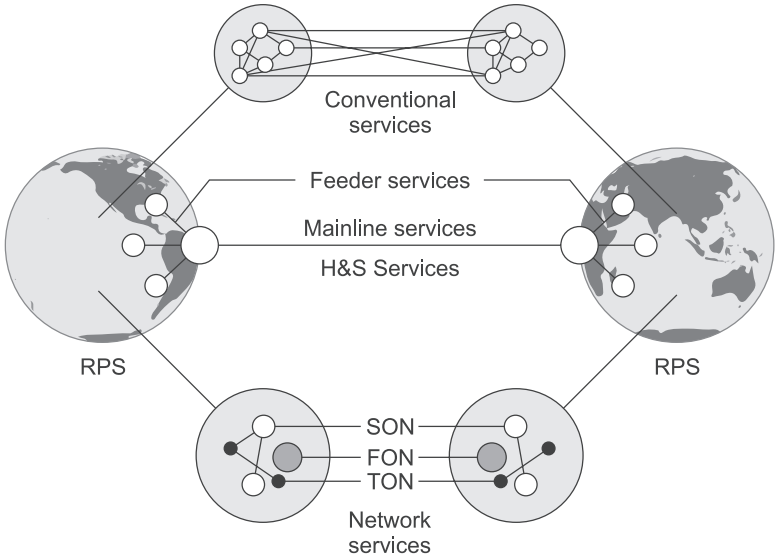 Conventional
services
Feeder services
Mainline services
H&S Services
RPS
RPS
SON
FON
TON
Network
services